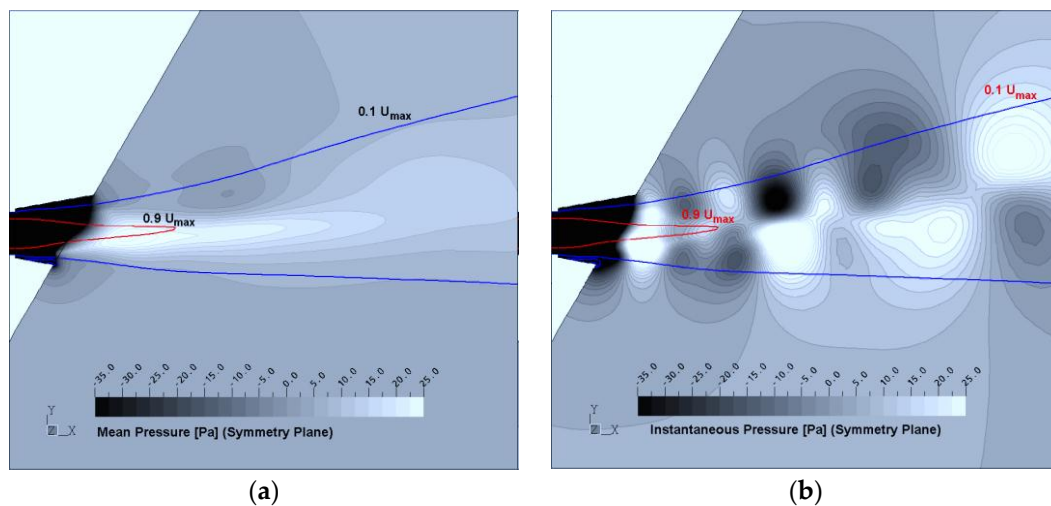 0.1 Umax
0.9 Umax
-35.0 -30.0 -25.0 -20.0 -15.0 -10.0 -5.0 0.0 5.0 10.0 15.0 20.0 25.0
Y
Z X
Mean Pressure [Pa] (Symmetry Plane)
(a)
0.1 Umax
0.9 Umax
-35.0 -30.0 -25.0 -20.0 -15.0 -10.0 -5.0 0.0 5.0 10.0 15.0 20.0 25.0
Y
Z X
Instantaneous Pressure [Pa] (Symmetry Plane)
(b)